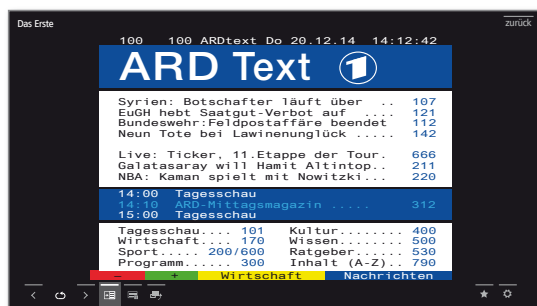 Das Erste
zurück
100 100 ARDtext Do 20.12.14 14:12:42
ARD Text 1
Syrien: Botschafter läuft über .. 107
EuGH hebt Saatgut-Verbot auf .... 121
Bundeswehr:Feldpostaffäre beendet 112
Neun Tote bei Lawinenunglück ..... 142
Live: Ticker, 11.Etappe der Tour. 666
Galatasaray will Hamit Altintop.. 211
NBA: Kaman spielt mit Nowitzki... 220
14:00 Tagesschau
14:10 ARD-Mittagsmagazin ..... 312
15:00 Tagesschau
Tagesschau.... 101 Kultur........ 400
Wirtschaft.... 170 Wissen........ 500
Sport..... 200/600 Ratgeber...... 530
Programm...... 300 Inhalt (A-Z).. 790
- + Wirtschaft Nachrichten